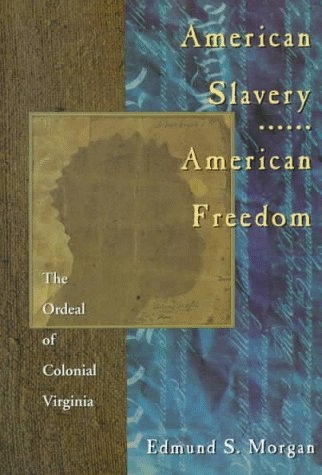 American
Slavery
......
American
Freedom
The
Ordeal
of
Colonial
Virginia
Edmund S. Morgan